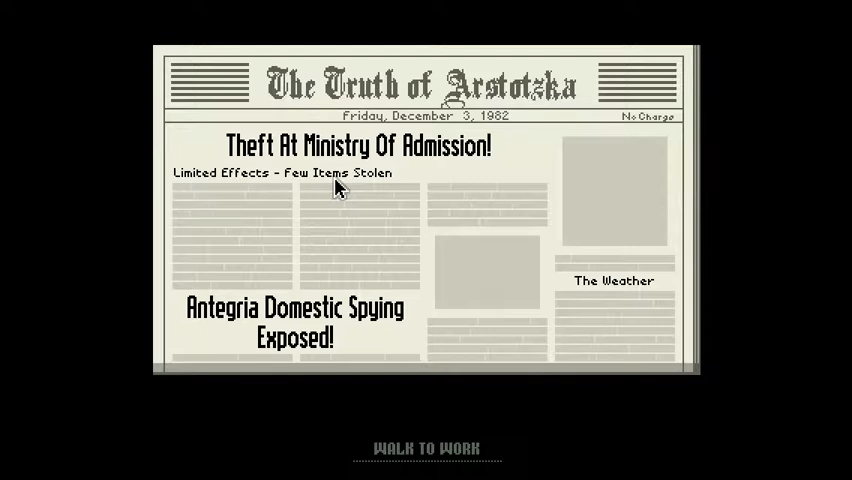 The Truth of Arstotzka
Friday, December 3, 1982
No Charge
Theft At Ministry Of Admission!
Limited Effects - Few Items Stolen
The Weather
Antegria Domestic Spying
Exposed!
WALK TO WORK